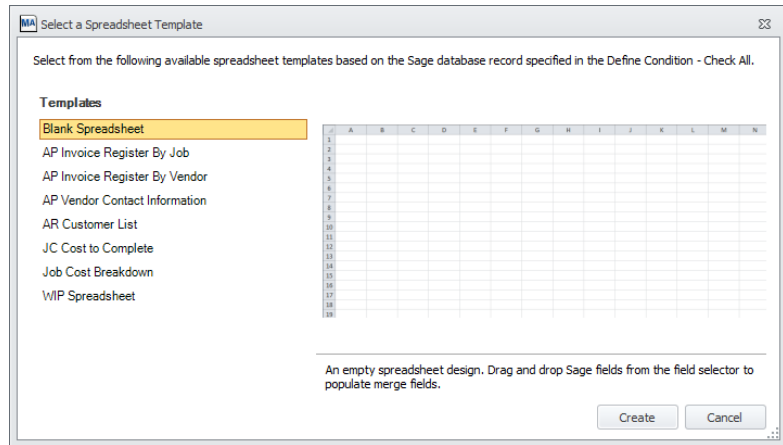 MA Select a Spreadsheet Template
Select from the following available spreadsheet templates based on the Sage database record specified in the Define Condition - Check All.
Templates
Blank Spreadsheet
AP Invoice Register By Job
AP Invoice Register By Vendor
AP Vendor Contact Information
AR Customer List
JC Cost to Complete
Job Cost Breakdown
WIP Spreadsheet
A B C D E F G H I J K L M N
1
2
3
4
5
6
7
8
9
10
11
12
13
14
15
16
17
18
19
An empty spreadsheet design. Drag and drop Sage fields from the field selector to
populate merge fields.
Create Cancel